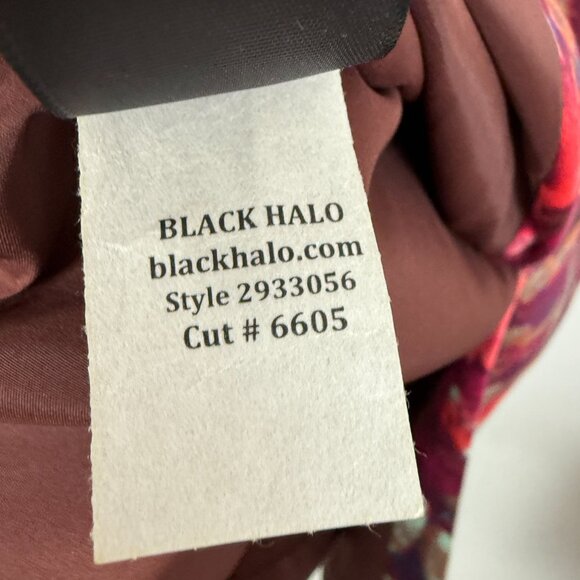 BLACK HALO
blackhalo.com
Style 2933056
Cut # 6605